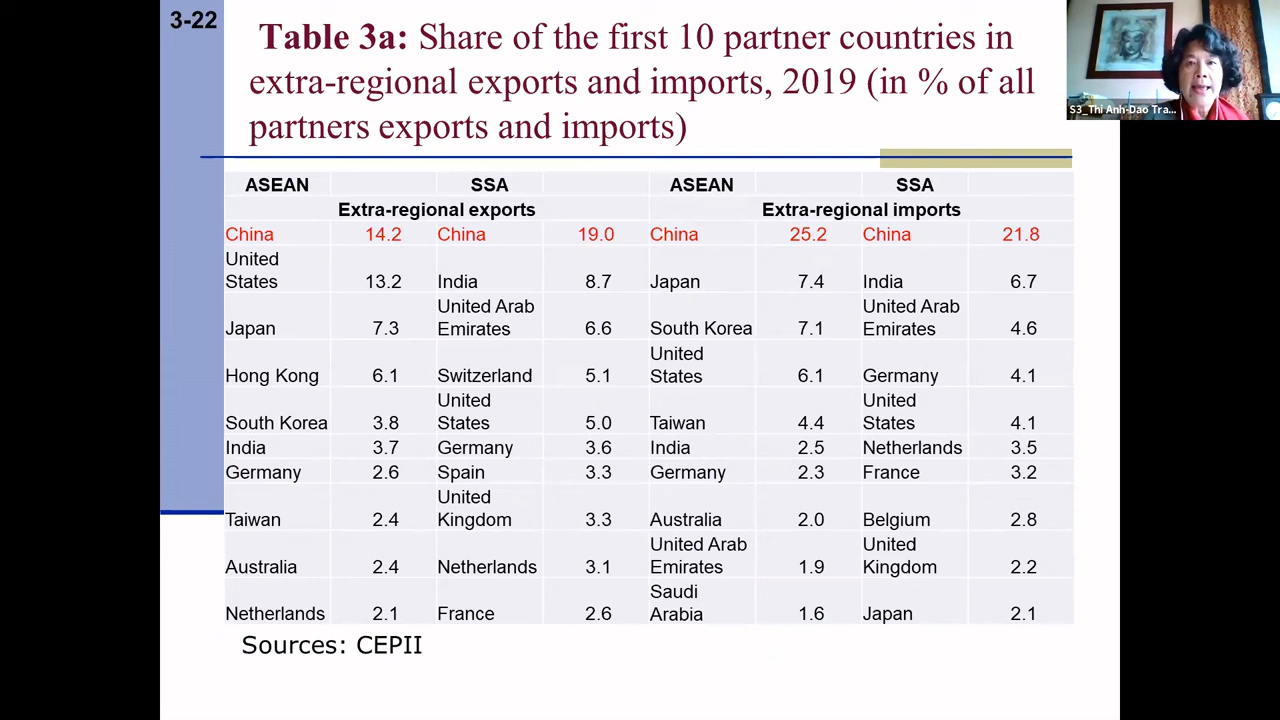 3-22
Table 3a: Share of the first 10 partner countries in
extra-regional exports and imports, 2019 (in % of all
partners exports and imports)
S3_Thi Anh-Dao Tra...
ASEAN SSA ASEAN SSA
Extra-regional exports Extra-regional imports
China 14.2 China 19.0 China 25.2 China 21.8
United
States 13.2 India 8.7 Japan 7.4 India 6.7
United Arab United Arab
Japan 7.3 Emirates 6.6 South Korea 7.1 Emirates 4.6
United
Hong Kong 6.1 Switzerland 5.1 States 6.1 Germany 4.1
United United
South Korea 3.8 States 5.0 Taiwan 4.4 States 4.1
India 3.7 Germany 3.6 India 2.5 Netherlands 3.5
Germany 2.6 Spain 3.3 Germany 2.3 France 3.2
United
Taiwan 2.4 Kingdom 3.3 Australia 2.0 Belgium 2.8
United Arab United
Australia 2.4 Netherlands 3.1 Emirates 1.9 Kingdom 2.2
Saudi
Netherlands 2.1 France 2.6 Arabia 1.6 Japan 2.1
Sources: CEPII